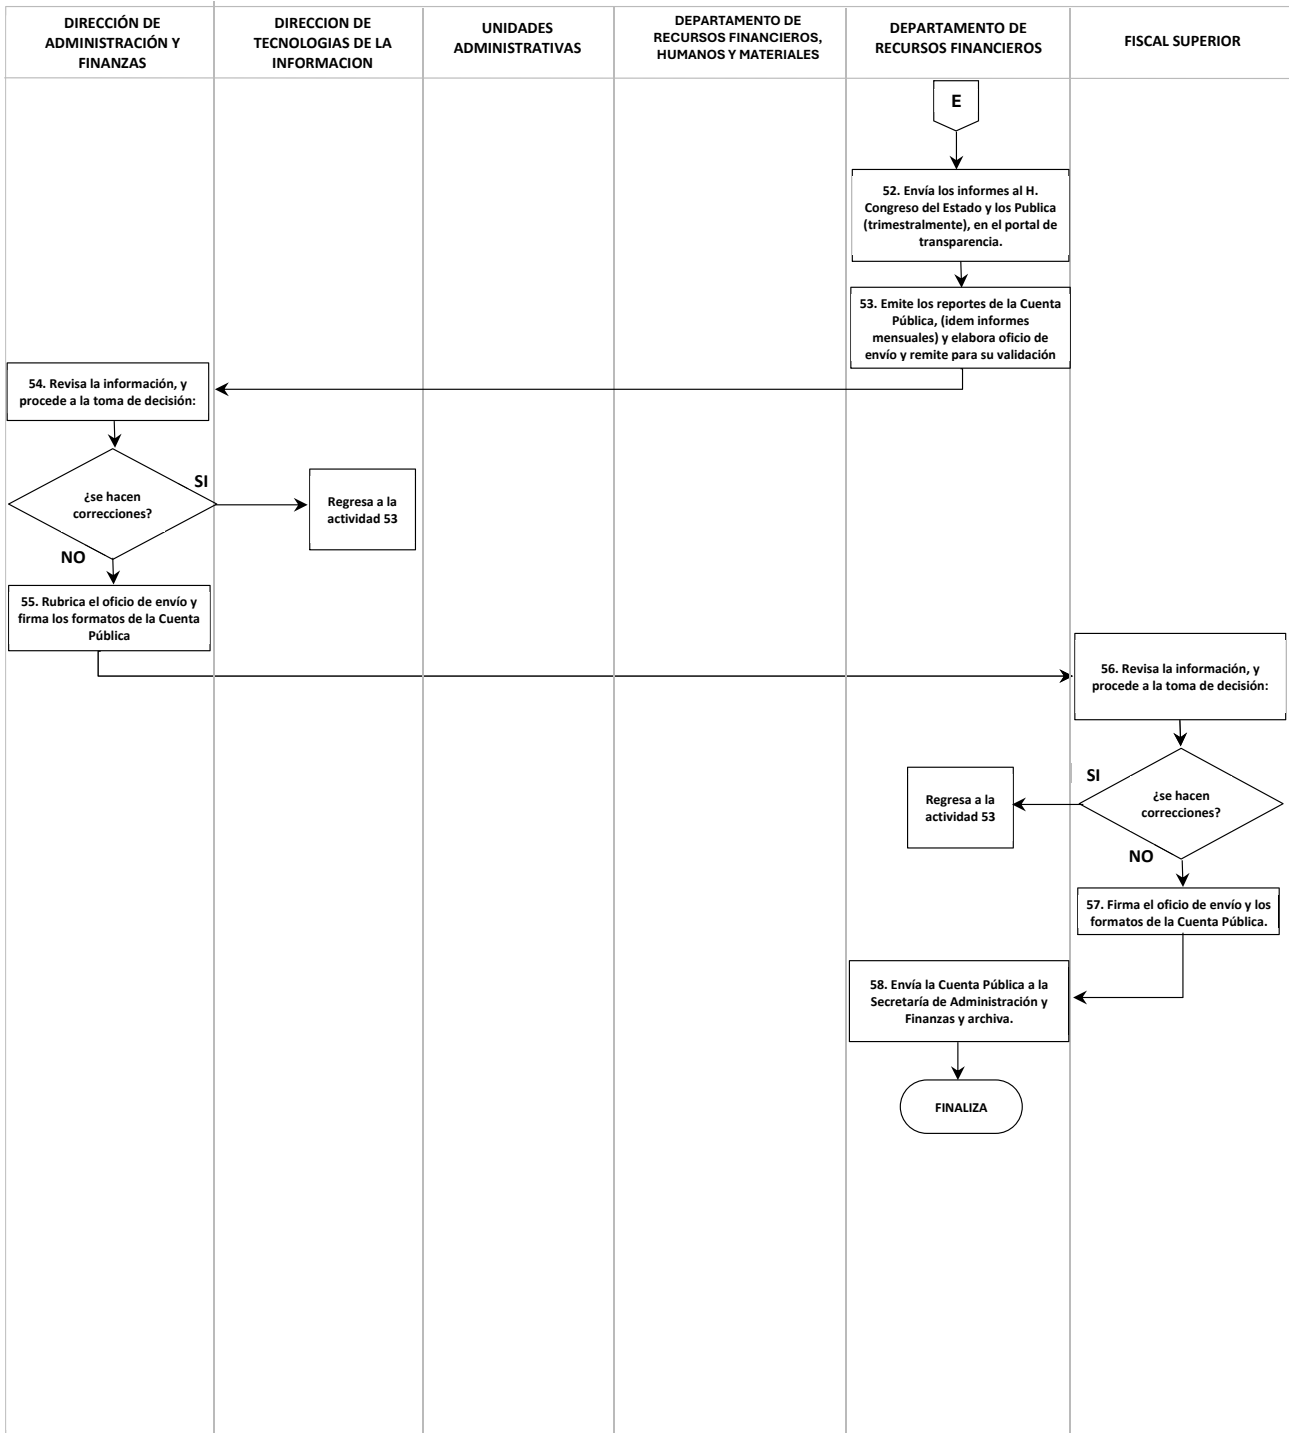 DIRECCIÓN DE
ADMINISTRACIÓN Y
FINANZAS
DIRECCION DE
TECNOLOGIAS DE LA
INFORMACION
UNIDADES
ADMINISTRATIVAS
DEPARTAMENTO DE
RECURSOS FINANCIEROS,
HUMANOS Y MATERIALES
DEPARTAMENTO DE
RECURSOS FINANCIEROS
FISCAL SUPERIOR
E
52. Envía los informes al H.
Congreso del Estado y los Publica
(trimestralmente), en el portal de
transparencia.
53. Emite los reportes de la Cuenta
Pública, (idem informes
mensuales) y elabora oficio de
envío y remite para su validación
54. Revisa la información, y
procede a la toma de decisión:
¿se hacen
correcciones?
SI
Regresa a la
actividad 53
NO
55. Rubrica el oficio de envío y
firma los formatos de la Cuenta
Pública
56. Revisa la información, y
procede a la toma de decisión:
¿se hacen
correcciones?
SI
Regresa a la
actividad 53
NO
57. Firma el oficio de envío y los
formatos de la Cuenta Pública.
58. Envía la Cuenta Pública a la
Secretaría de Administración y
Finanzas y archiva.
FINALIZA